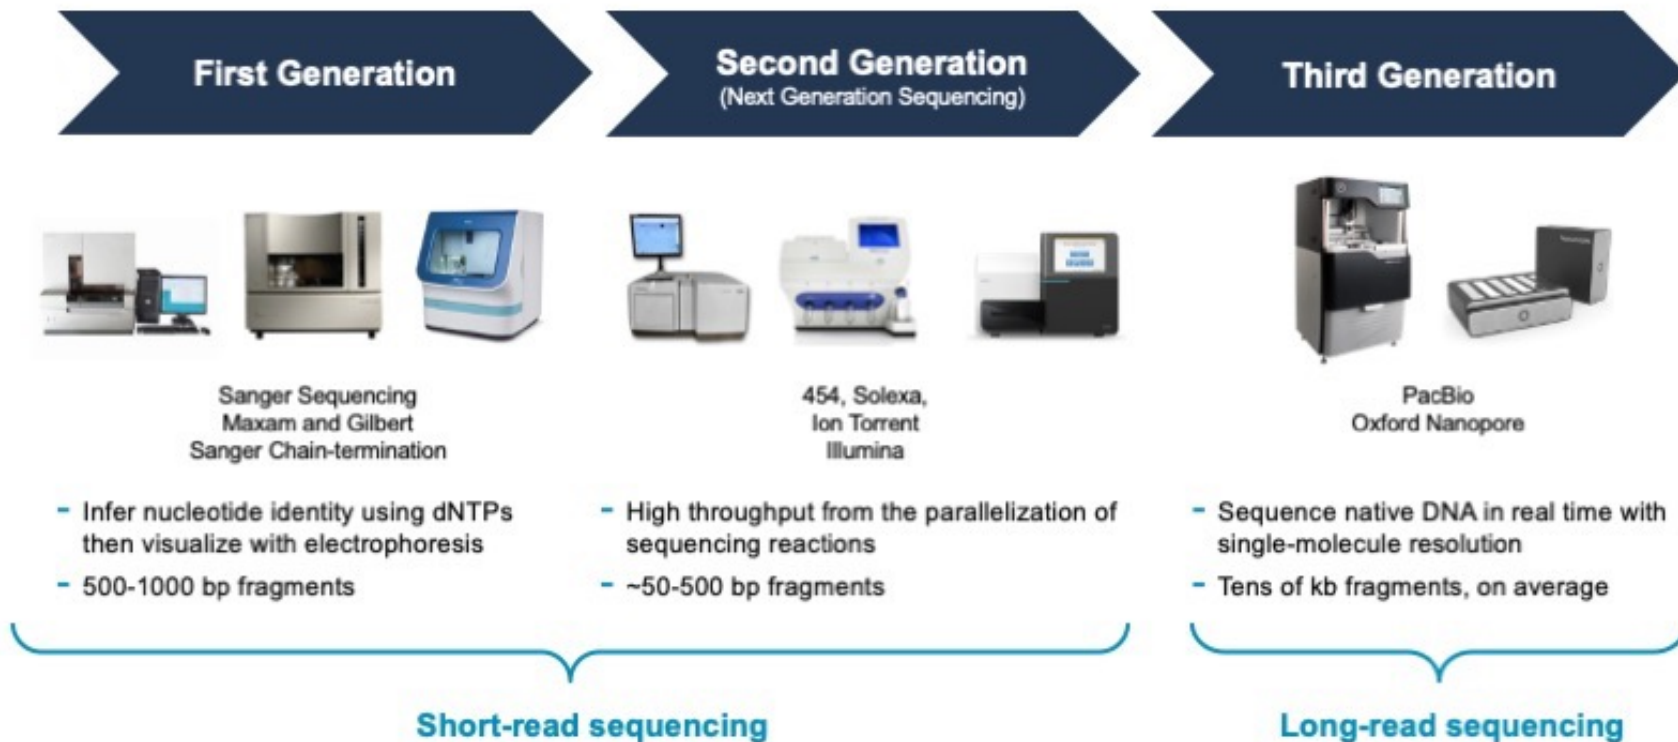 First Generation
Second Generation
(Next Generation Sequencing)
Third Generation
Sanger Sequencing
Maxam and Gilbert
Sanger Chain-termination
454, Solexa,
Ion Torrent
Illumina
PacBio
Oxford Nanopore
- Infer nucleotide identity using dNTPs
then visualize with electrophoresis
- 500-1000 bp fragments
- High throughput from the parallelization of
sequencing reactions
- ~50-500 bp fragments
- Sequence native DNA in real time with
single-molecule resolution
- Tens of kb fragments, on average
Short-read sequencing
Long-read sequencing